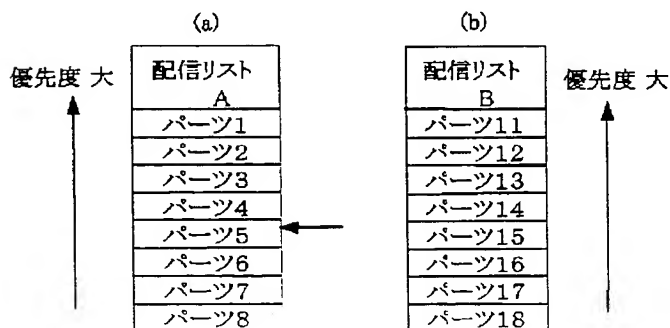 (a)
優先度 大
配信リスト
A
パーツ1
パーツ2
パーツ3
パーツ4
パーツ5
パーツ6
パーツ7
パーツ8
(b)
配信リスト
B
優先度 大
パーツ11
パーツ12
パーツ13
パーツ14
パーツ15
パーツ16
パーツ17
パーツ18